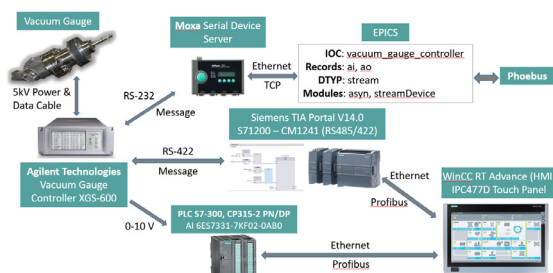 Vacuum Gauge
5kV Power &
Data Cable
Agilent Technologies
Vacuum Gauge
Controller XGS-600
RS-232
Message
Moxa Serial Device
Server
Ethernet
TCP
EPICS
IOC: vacuum_gauge_controller
Records: ai, ao
DTYP: stream
Modules: asyn, streamDevice
Phoebus
RS-422
Message
Siemens TIA Portal V14.0
S71200 – CM1241 (RS485/422)
Ethernet
Profibus
WinCC RT Advance (HMI
IPC477D Touch Panel
0-10 V
PLC S7-300, CP315-2 PN/DP
AI 6ES7331-7KF02-0AB0
Ethernet
Profibus